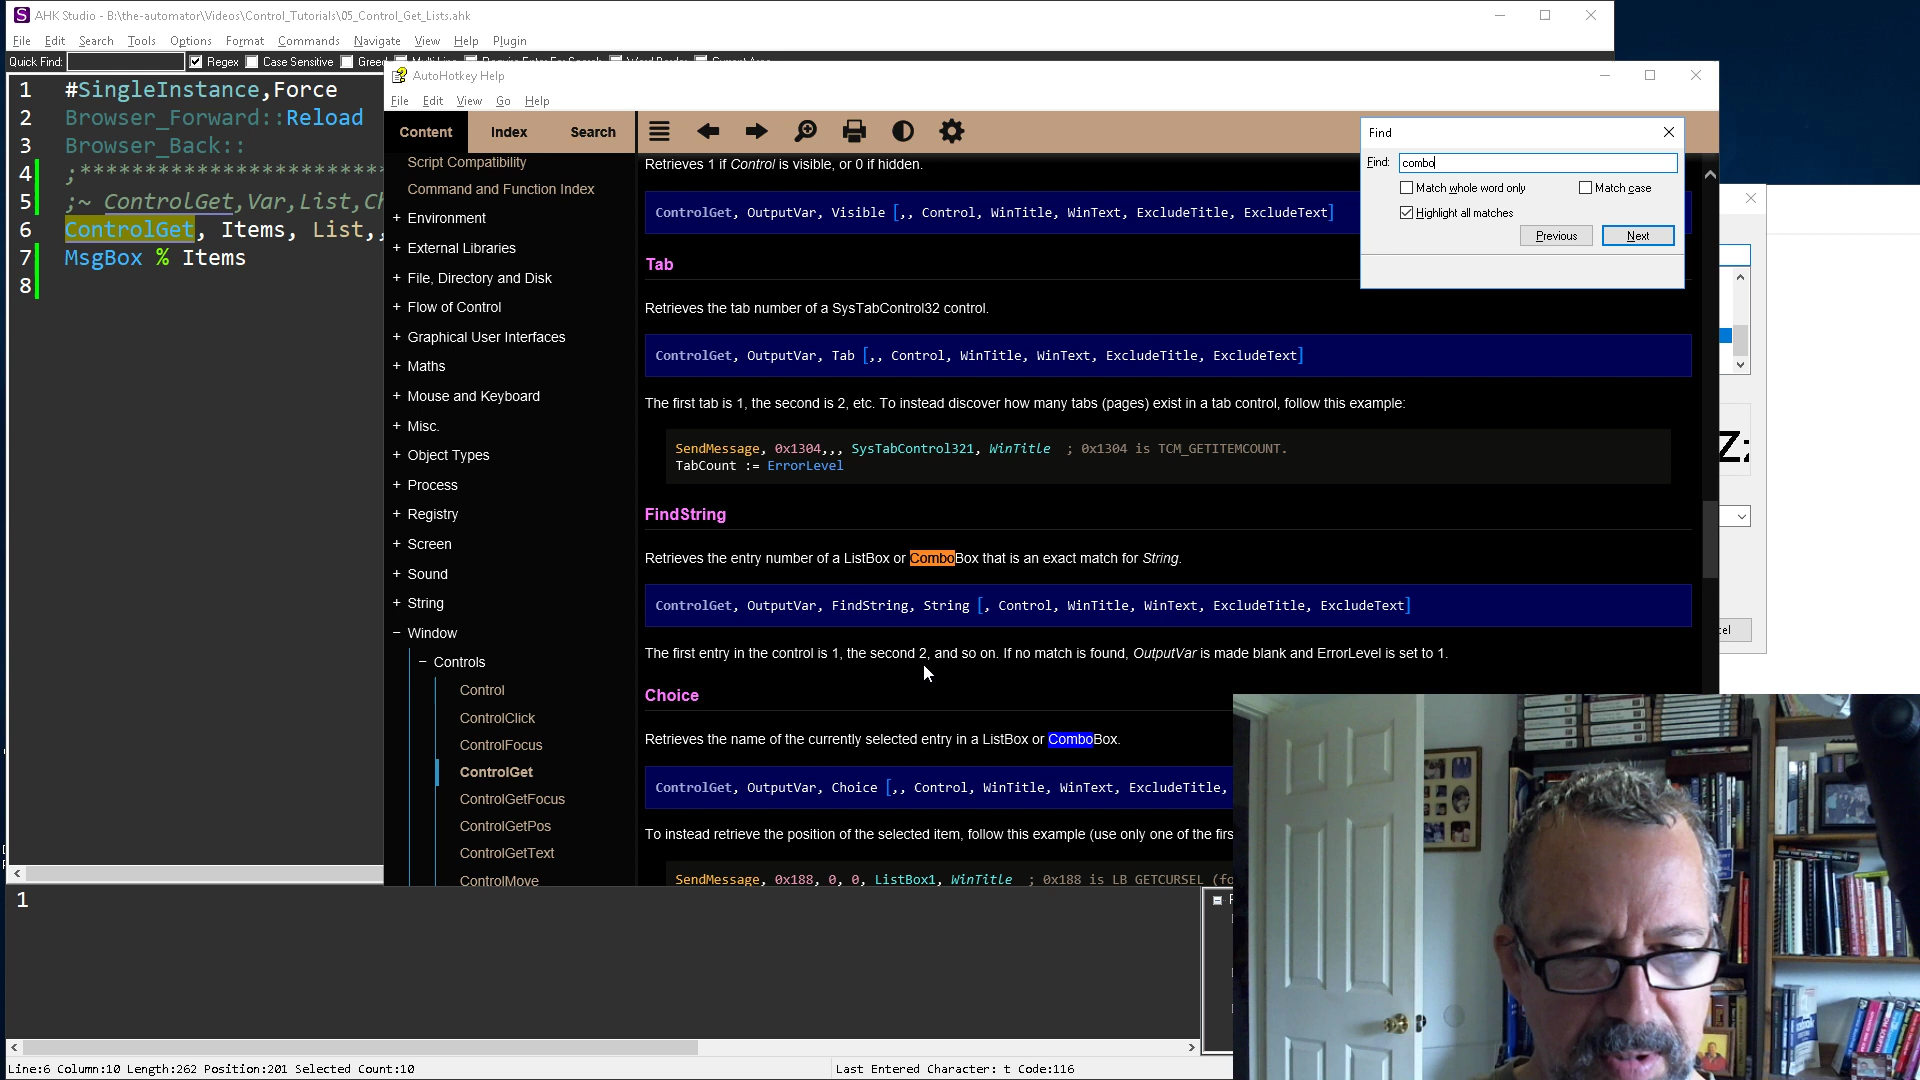 AHK Studio - B:\the-automator\Videos\Control_Tutorials\05_Control_Get_Lists.ahk
File Edit Search Tools Options Format Commands Navigate View Help Plugin
Quick Find: Regex Case Sensitive Greed
1 #SingleInstance,Force
2 Browser_Forward::Reload
3 Browser_Back::
4 ;************************
5 ;~ ControlGet,Var,List,Ch
6 ControlGet, Items, List,,
7 MsgBox % Items
8
AutoHotkey Help
File Edit View Go Help
Content Index Search
Script Compatibility
Command and Function Index
+ Environment
+ External Libraries
+ File, Directory and Disk
+ Flow of Control
+ Graphical User Interfaces
+ Maths
+ Mouse and Keyboard
+ Misc.
+ Object Types
+ Process
+ Registry
+ Screen
+ Sound
+ String
− Window
− Controls
Control
ControlClick
ControlFocus
ControlGet
ControlGetFocus
ControlGetPos
ControlGetText
ControlMove
Retrieves 1 if Control is visible, or 0 if hidden.
ControlGet, OutputVar, Visible [,, Control, WinTitle, WinText, ExcludeTitle, ExcludeText]
Tab
Retrieves the tab number of a SysTabControl32 control.
ControlGet, OutputVar, Tab [,, Control, WinTitle, WinText, ExcludeTitle, ExcludeText]
The first tab is 1, the second is 2, etc. To instead discover how many tabs (pages) exist in a tab control, follow this example:
SendMessage, 0x1304,,, SysTabControl321, WinTitle ; 0x1304 is TCM_GETITEMCOUNT.
TabCount := ErrorLevel
FindString
Retrieves the entry number of a ListBox or ComboBox that is an exact match for String.
ControlGet, OutputVar, FindString, String [, Control, WinTitle, WinText, ExcludeTitle, ExcludeText]
The first entry in the control is 1, the second 2, and so on. If no match is found, OutputVar is made blank and ErrorLevel is set to 1.
Choice
Retrieves the name of the currently selected entry in a ListBox or ComboBox.
ControlGet, OutputVar, Choice [,, Control, WinTitle, WinText, ExcludeTitle,
To instead retrieve the position of the selected item, follow this example (use only one of the firs
SendMessage, 0x188, 0, 0, ListBox1, WinTitle ; 0x188 is LB_GETCURSEL (fo
Find
Find: combo
Match whole word only Match case
Highlight all matches
Previous Next
1
Line:6 Column:10 Length:262 Position:201 Selected Count:10
Last Entered Character: t Code:116